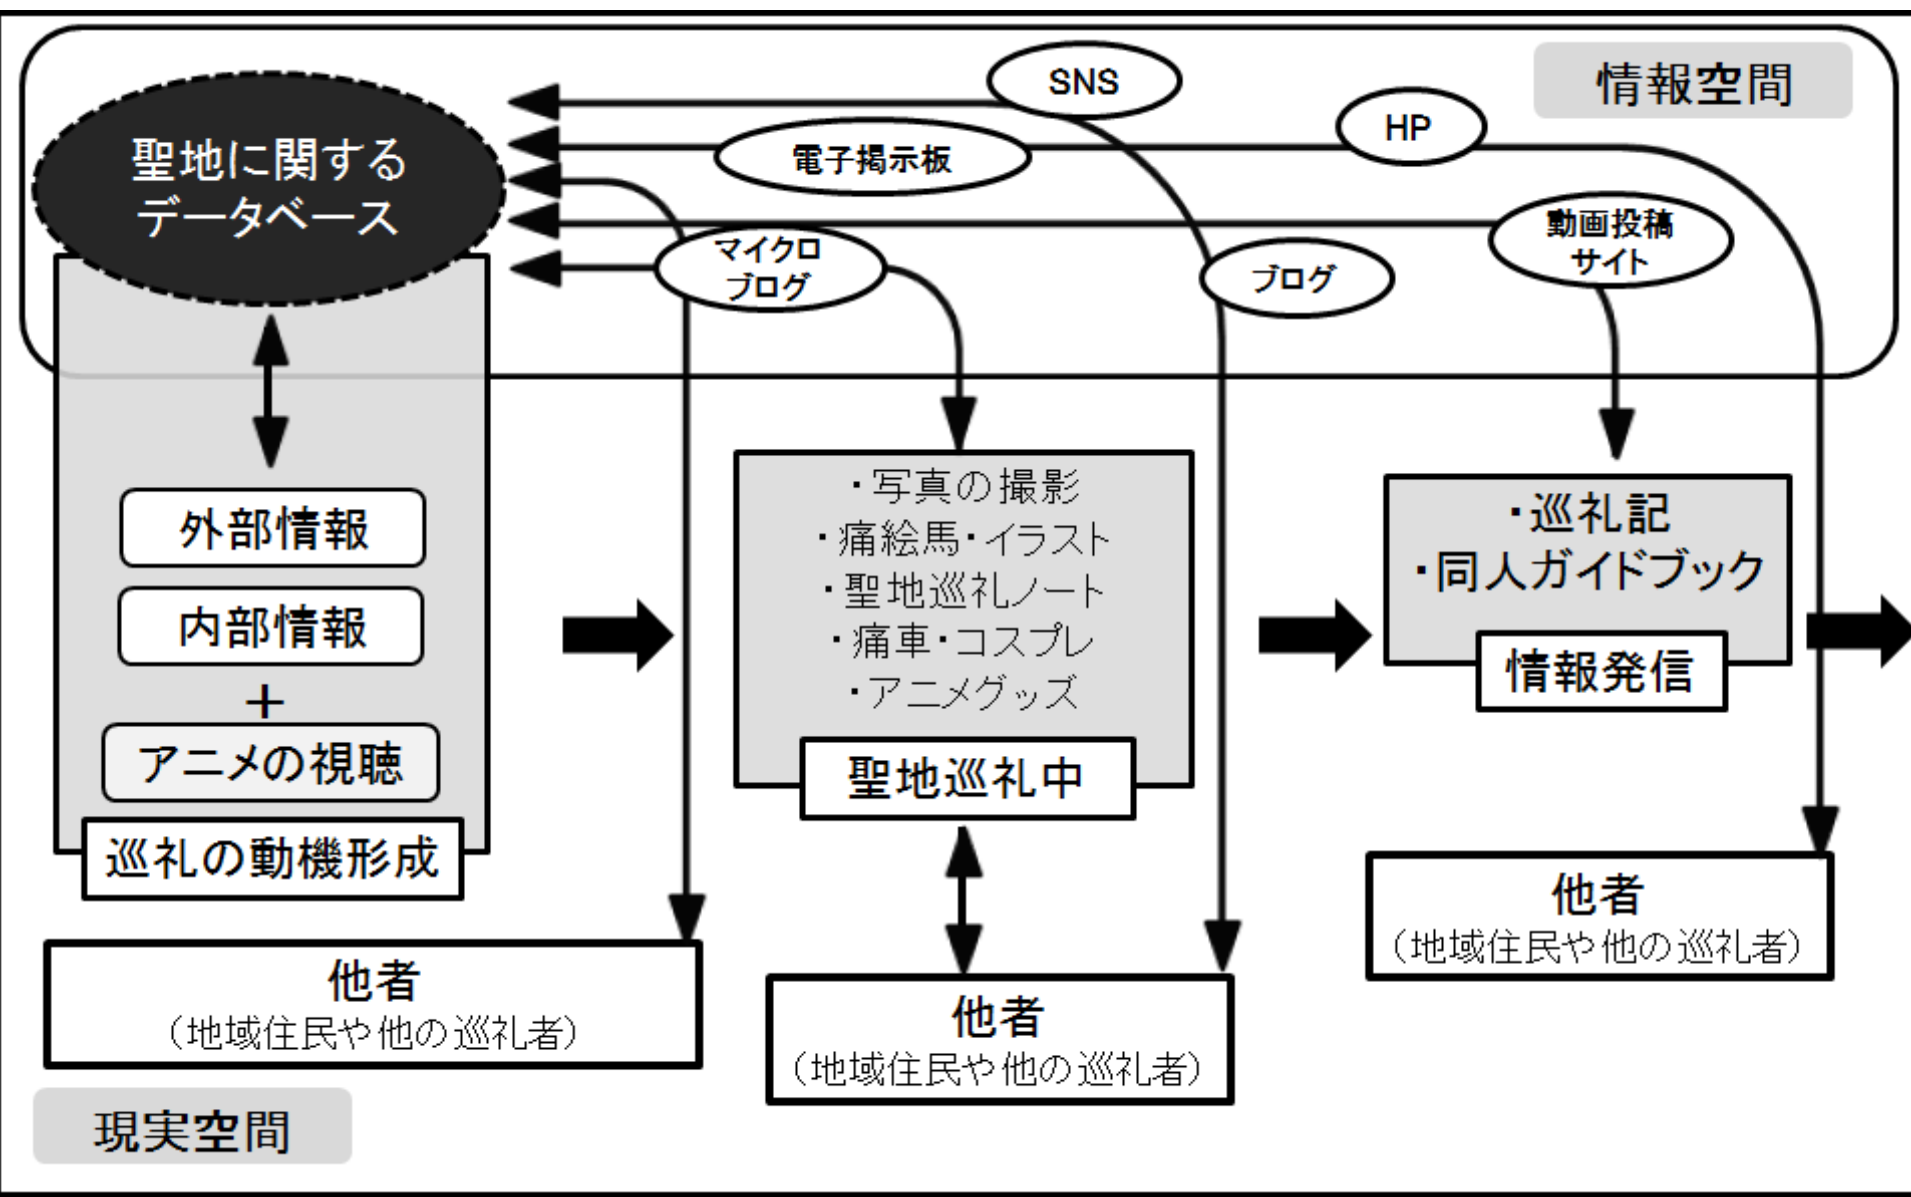 情報空間
SNS
HP
電子掲示板
聖地に関する
データベース
動画投稿
サイト
マイクロ
ブログ
ブログ
外部情報
内部情報
＋
アニメの視聴
巡礼の動機形成
・写真の撮影
・痛絵馬・イラスト
・聖地巡礼ノート
・痛車・コスプレ
・アニメグッズ
聖地巡礼中
・巡礼記
・同人ガイドブック
情報発信
他者
（地域住民や他の巡礼者）
他者
（地域住民や他の巡礼者）
他者
（地域住民や他の巡礼者）
現実空間